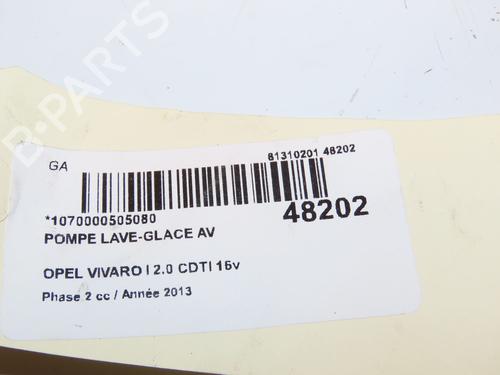 B-PARTS
GA
81310201 48202
*1070000505080
48202
POMPE LAVE-GLACE AV
OPEL VIVARO I 2.0 CDTI 16v
Phase 2 cc / Année 2013